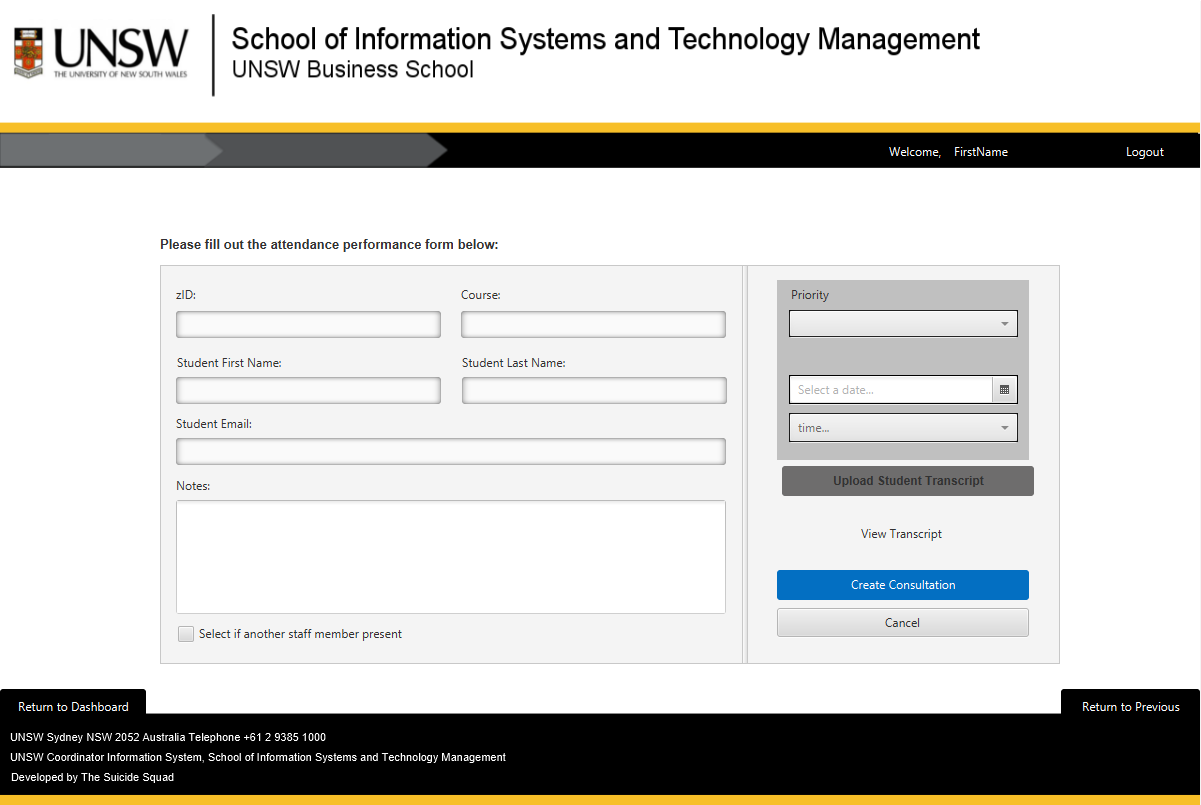 UNSW
THE UNIVERSITY OF NEW SOUTH WALES
School of Information Systems and Technology Management
UNSW Business School
Welcome, FirstName Logout
Please fill out the attendance performance form below:
zID: Course:
Student First Name: Student Last Name:
Student Email:
Notes:
Select if another staff member present
Priority
Select a date...
time...
Upload Student Transcript
View Transcript
Create Consultation
Cancel
Return to Dashboard Return to Previous
UNSW Sydney NSW 2052 Australia Telephone +61 2 9385 1000
UNSW Coordinator Information System, School of Information Systems and Technology Management
Developed by The Suicide Squad